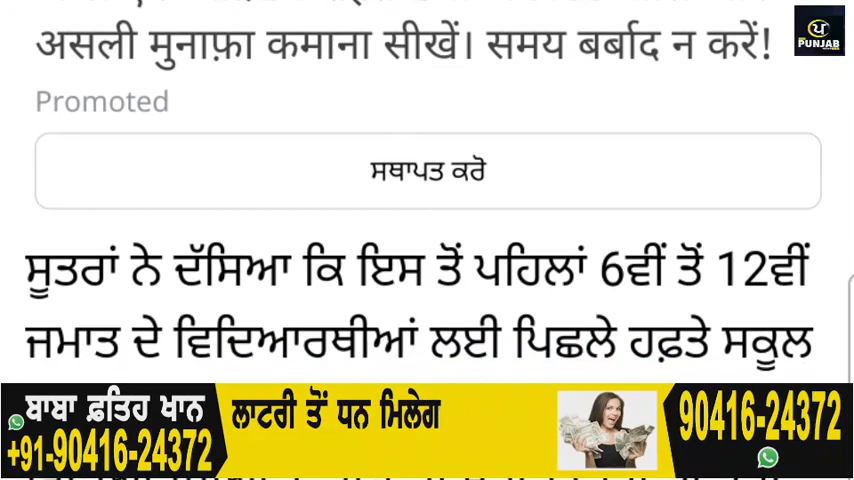 असली मुनाफ़ा कमाना सीखें। समय बर्बाद न करें!
ਪ
PUNJAB
Promoted
ਸਥਾਪਤ ਕਰੋ
ਸੂਤਰਾਂ ਨੇ ਦੱਸਿਆ ਕਿ ਇਸ ਤੋਂ ਪਹਿਲਾਂ 6ਵੀਂ ਤੋਂ 12ਵੀਂ
ਜਮਾਤ ਦੇ ਵਿਦਿਆਰਥੀਆਂ ਲਈ ਪਿਛਲੇ ਹਫ਼ਤੇ ਸਕੂਲ
ਬਾਬਾ ਫ਼ਤਿਹ ਖਾਨ
+91-90416-24372
ਲਾਟਰੀ ਤੋਂ ਧਨ ਮਿਲੇਗ
90416-24372